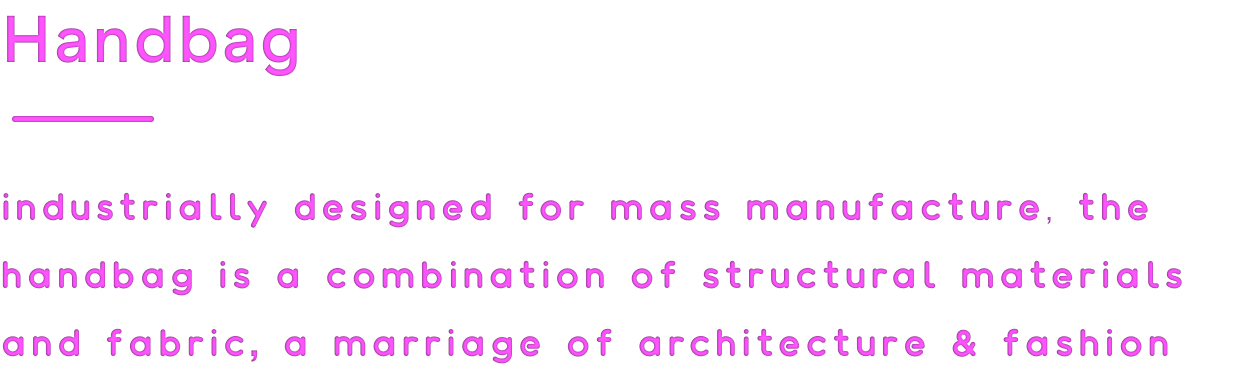 Handbag
industrially designed for mass manufacture, the
handbag is a combination of structural materials
and fabric, a marriage of architecture & fashion